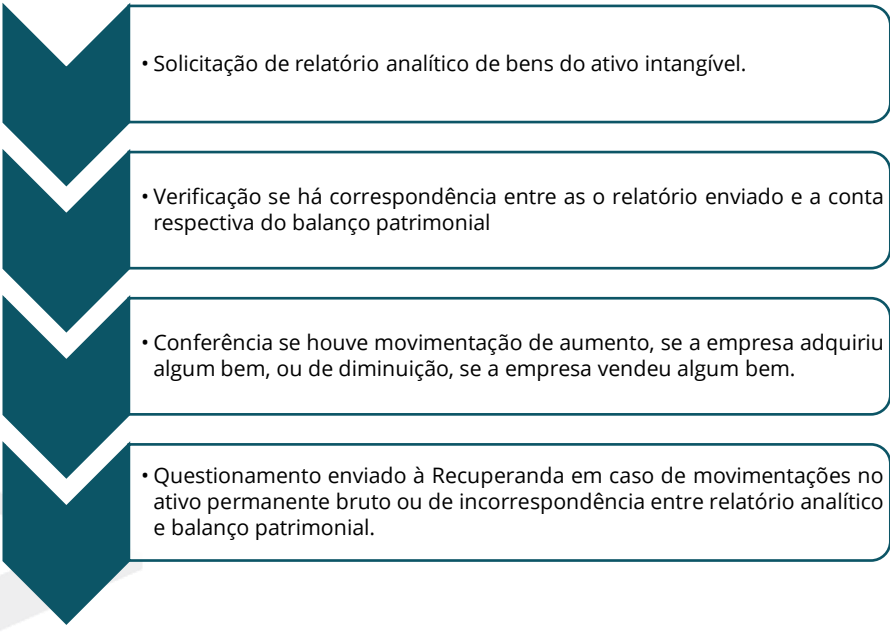 • Solicitação de relatório analítico de bens do ativo intangível.
• Verificação se há correspondência entre as o relatório enviado e a conta
respectiva do balanço patrimonial
• Conferência se houve movimentação de aumento, se a empresa adquiriu
algum bem, ou de diminuição, se a empresa vendeu algum bem.
• Questionamento enviado à Recuperanda em caso de movimentações no
ativo permanente bruto ou de incorrespondência entre relatório analítico
e balanço patrimonial.